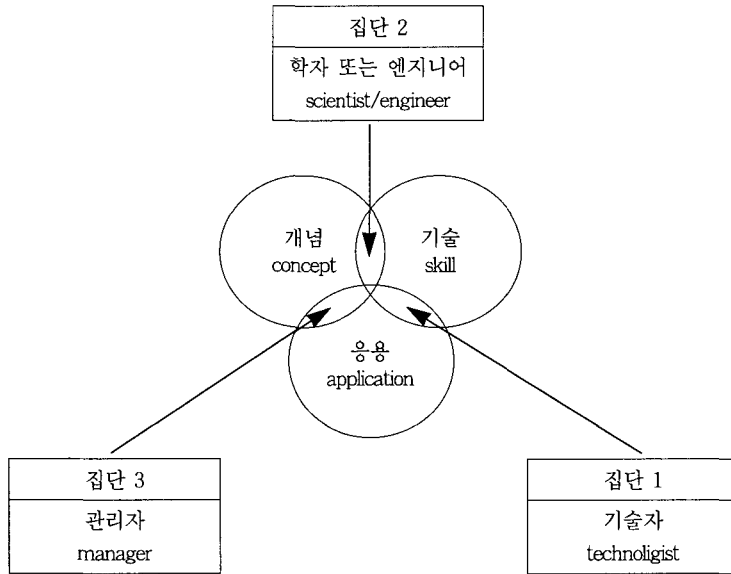 집단 2
학자 또는 엔지니어
scientist/engineer
개념
concept
기술
skill
응용
application
집단 3
관리자
manager
집단 1
기술자
technoligist